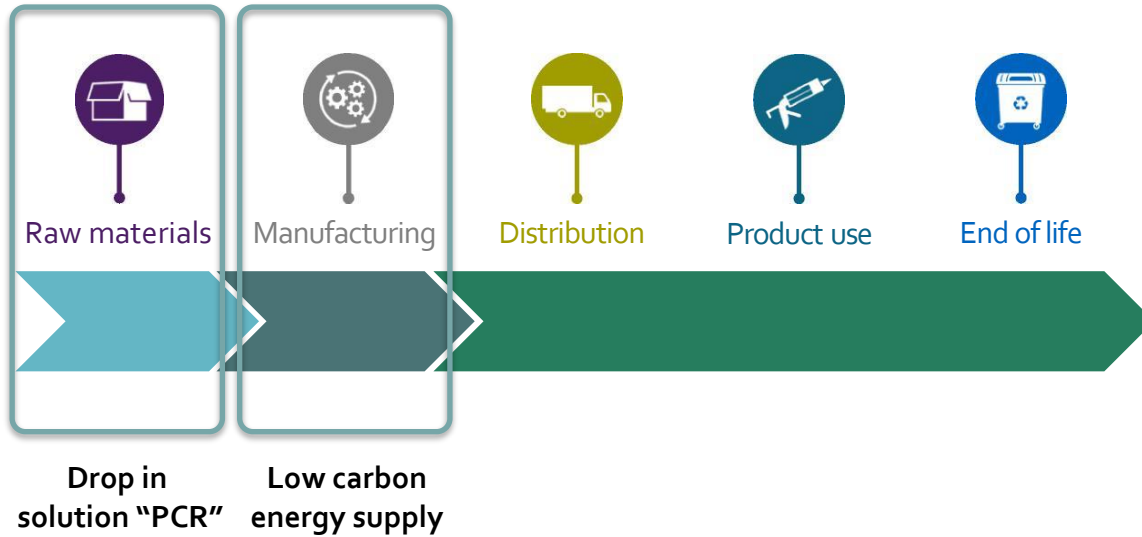 Raw materials
Manufacturing
Distribution
Product use
End of life
Drop in
solution “PCR”
Low carbon
energy supply